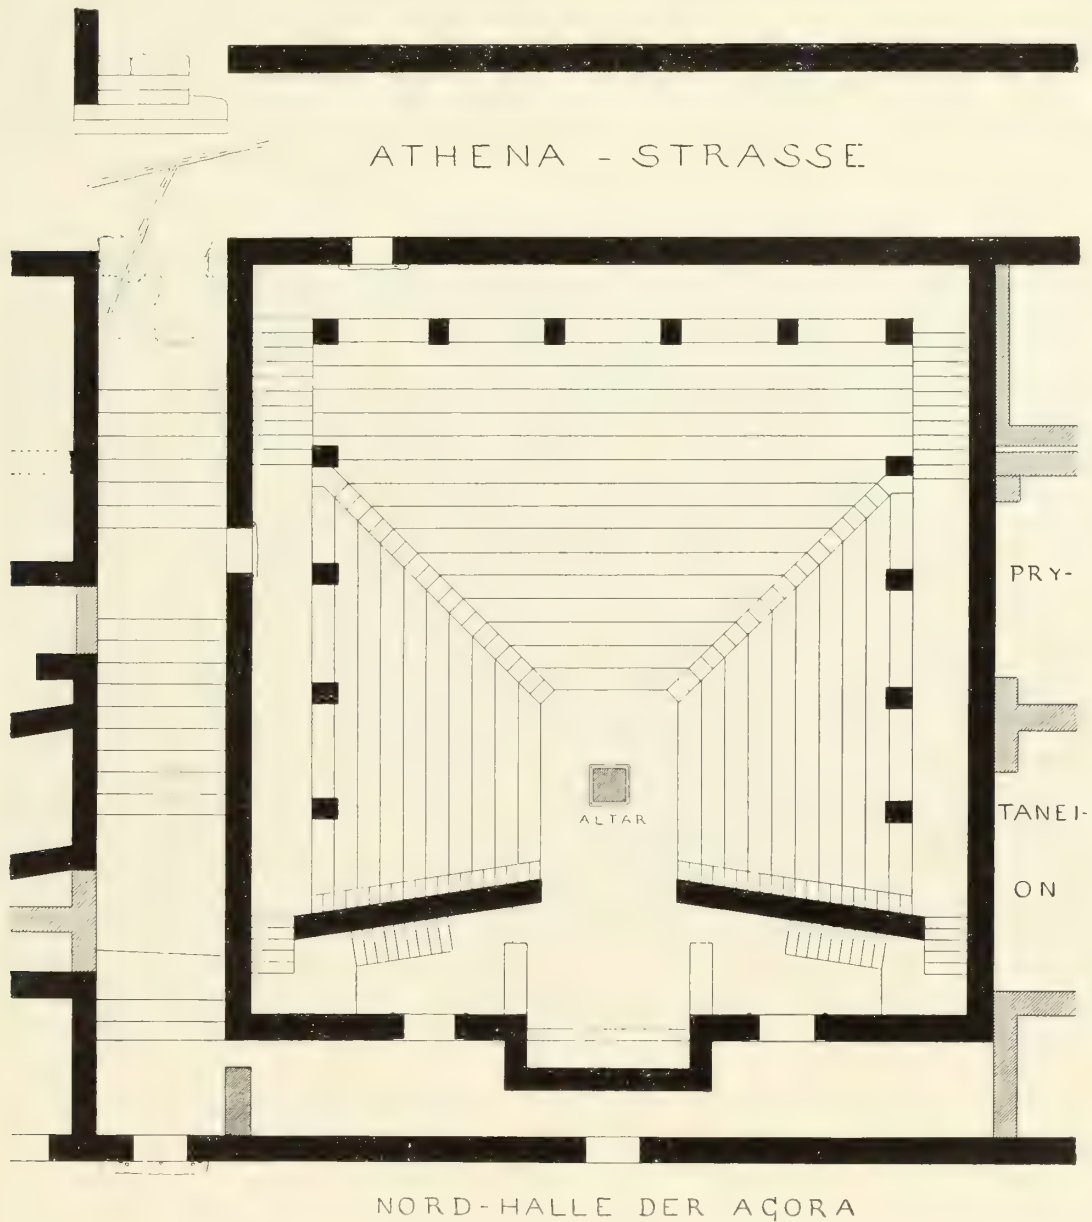 ATHENA - STRASSE
PRY-
ALTAR
TANEI-
ON
NORD-HALLE DER AGORA